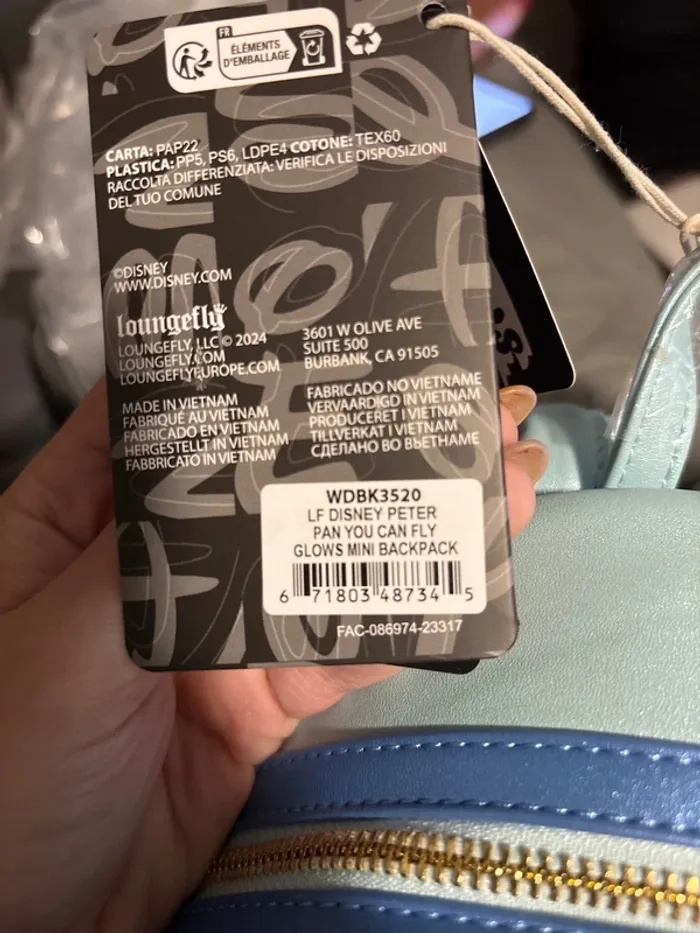 FR
ÉLÉMENTS
D'EMBALLAGE
CARTA: PAP22
PLASTICA: PP5, PS6, LDPE4 COTONE: TEX60
RACCOLTA DIFFERENZIATA: VERIFICA LE DISPOSIZIONI
DEL TUO COMUNE
©DISNEY
WWW.DISNEY.COM
loungefly
LOUNGEFLY, LLC © 2024
LOUNGEFLY.COM
LOUNGEFLYEUROPE.COM
3601 W OLIVE AVE
SUITE 500
BURBANK, CA 91505
MADE IN VIETNAM
FABRIQUÉ AU VIETNAM
FABRICADO EN VIETNAM
HERGESTELLT IN VIETNAM
FABBRICATO IN VIETNAM
FABRICADO NO VIETNAME
VERVAARDIGD IN VIETNAM
PRODUCERET I VIETNAM
TILLVERKAT I VIETNAM
СДЕЛАНО ВО ВЬЕТНАМЕ
WDBK3520
LF DISNEY PETER
PAN YOU CAN FLY
GLOWS MINI BACKPACK
6 71803 48734 5
FAC-086974-23317